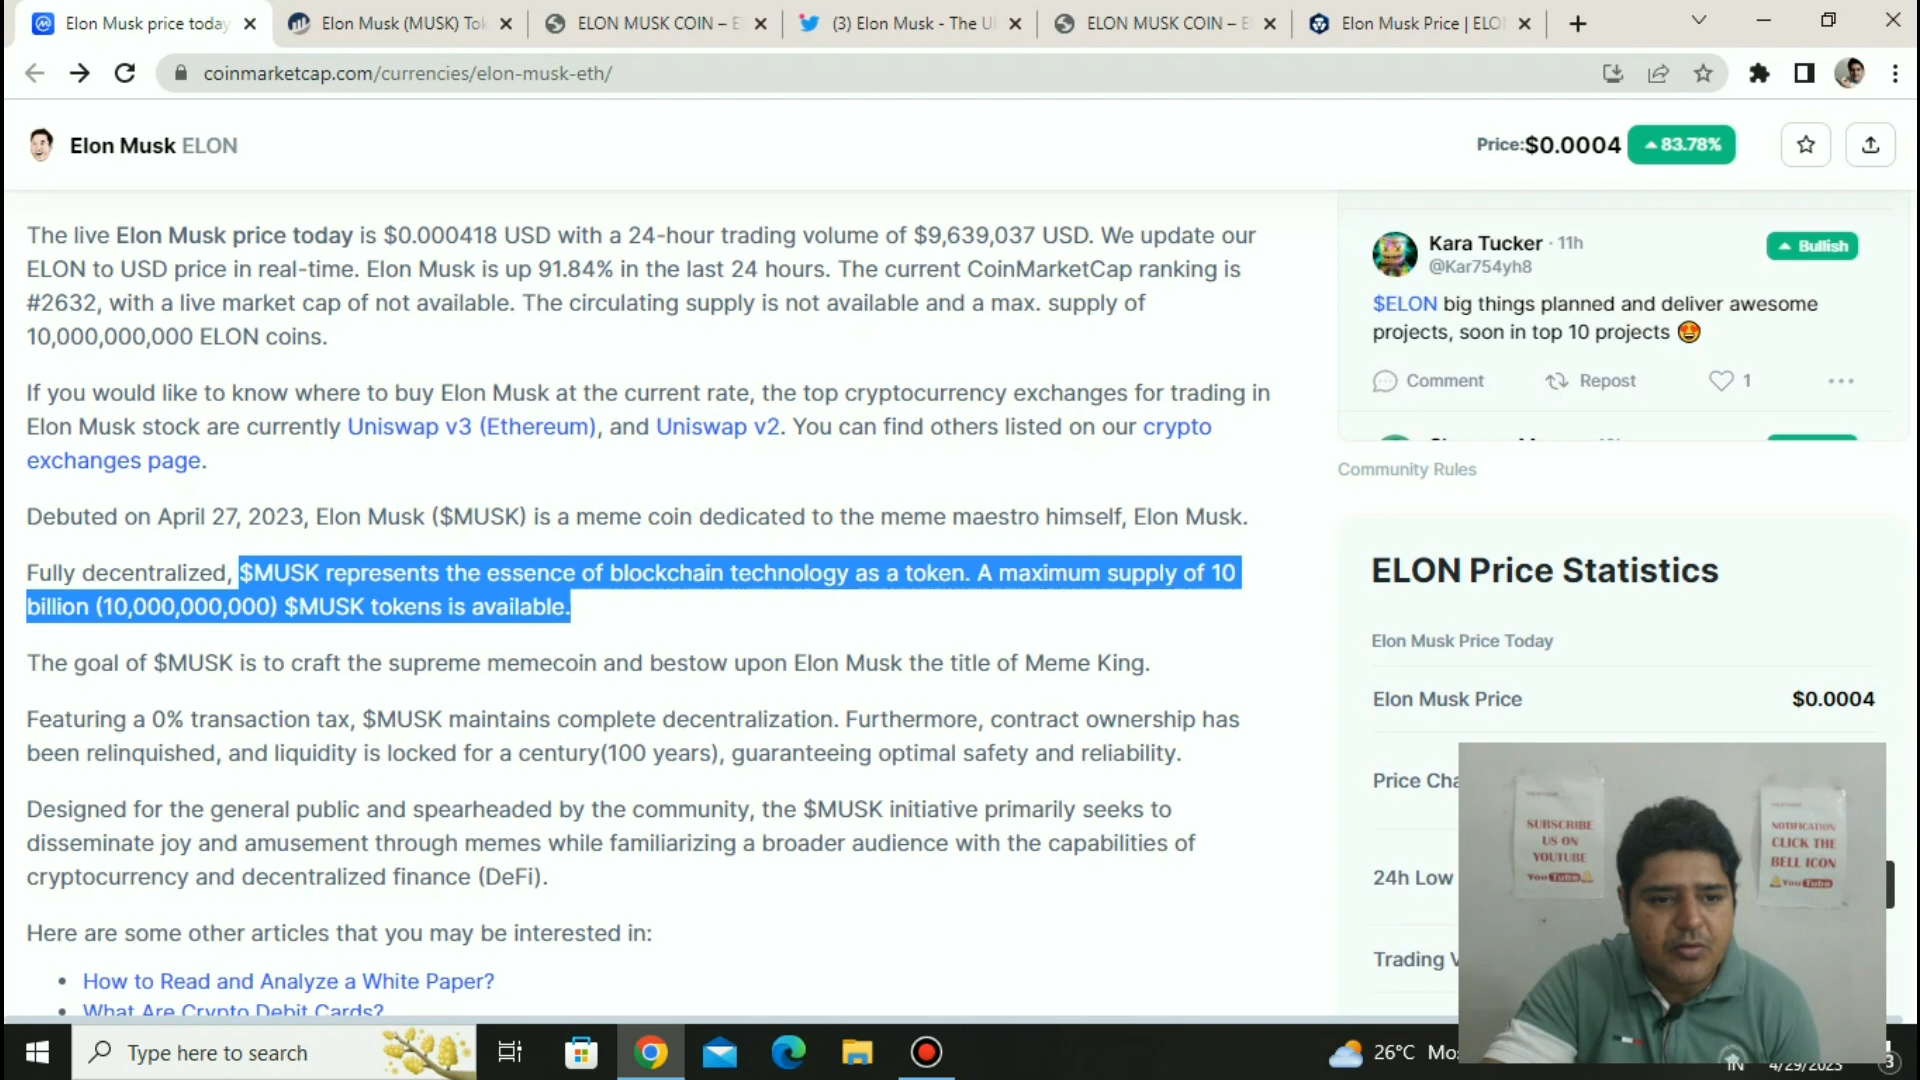 Elon Musk price today
Elon Musk (MUSK) Tok
ELON MUSK COIN – E
(3) Elon Musk - The Ul
ELON MUSK COIN – E
Elon Musk Price | ELO
coinmarketcap.com/currencies/elon-musk-eth/
Elon Musk ELON
Price:$0.0004
83.78%
The live Elon Musk price today is $0.000418 USD with a 24-hour trading volume of $9,639,037 USD. We update our
ELON to USD price in real-time. Elon Musk is up 91.84% in the last 24 hours. The current CoinMarketCap ranking is
#2632, with a live market cap of not available. The circulating supply is not available and a max. supply of
10,000,000,000 ELON coins.
If you would like to know where to buy Elon Musk at the current rate, the top cryptocurrency exchanges for trading in
Elon Musk stock are currently Uniswap v3 (Ethereum), and Uniswap v2. You can find others listed on our crypto
exchanges page.
Debuted on April 27, 2023, Elon Musk ($MUSK) is a meme coin dedicated to the meme maestro himself, Elon Musk.
Fully decentralized, $MUSK represents the essence of blockchain technology as a token. A maximum supply of 10
billion (10,000,000,000) $MUSK tokens is available.
The goal of $MUSK is to craft the supreme memecoin and bestow upon Elon Musk the title of Meme King.
Featuring a 0% transaction tax, $MUSK maintains complete decentralization. Furthermore, contract ownership has
been relinquished, and liquidity is locked for a century(100 years), guaranteeing optimal safety and reliability.
Designed for the general public and spearheaded by the community, the $MUSK initiative primarily seeks to
disseminate joy and amusement through memes while familiarizing a broader audience with the capabilities of
cryptocurrency and decentralized finance (DeFi).
Here are some other articles that you may be interested in:
• How to Read and Analyze a White Paper?
• What Are Crypto Debit Cards?
Kara Tucker · 11h
@Kar754yh8
Bullish
$ELON big things planned and deliver awesome
projects, soon in top 10 projects
Comment
Repost
1
Community Rules
ELON Price Statistics
Elon Musk Price Today
Elon Musk Price
$0.0004
Price Cha
24h Low
Trading V
SUBSCRIBE
US ON
YOUTUBE
YouTube
NOTIFICATION
CLICK THE
BELL ICON
YouTube
Type here to search
26°C Mo
IN
4/29/2023
3